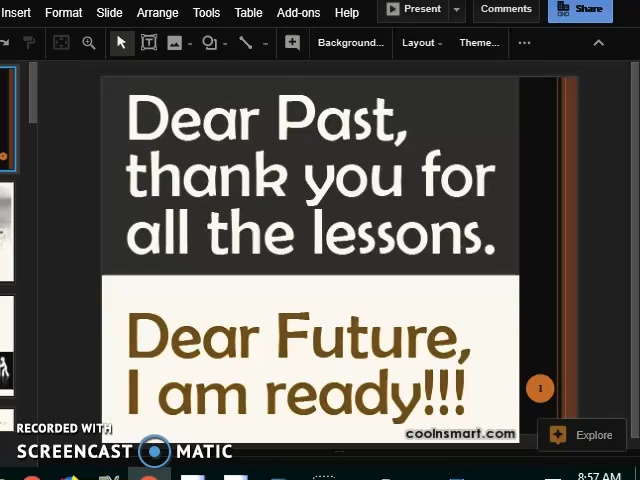 Insert Format Slide Arrange Tools Table Add-ons Help Present Comments Share
Background... Layout Theme...
Dear Past,
thank you for
all the lessons.
Dear Future,
I am ready!!!
coolnsmart.com
1
Explore
RECORDED WITH
SCREENCAST MATIC
8:57 AM